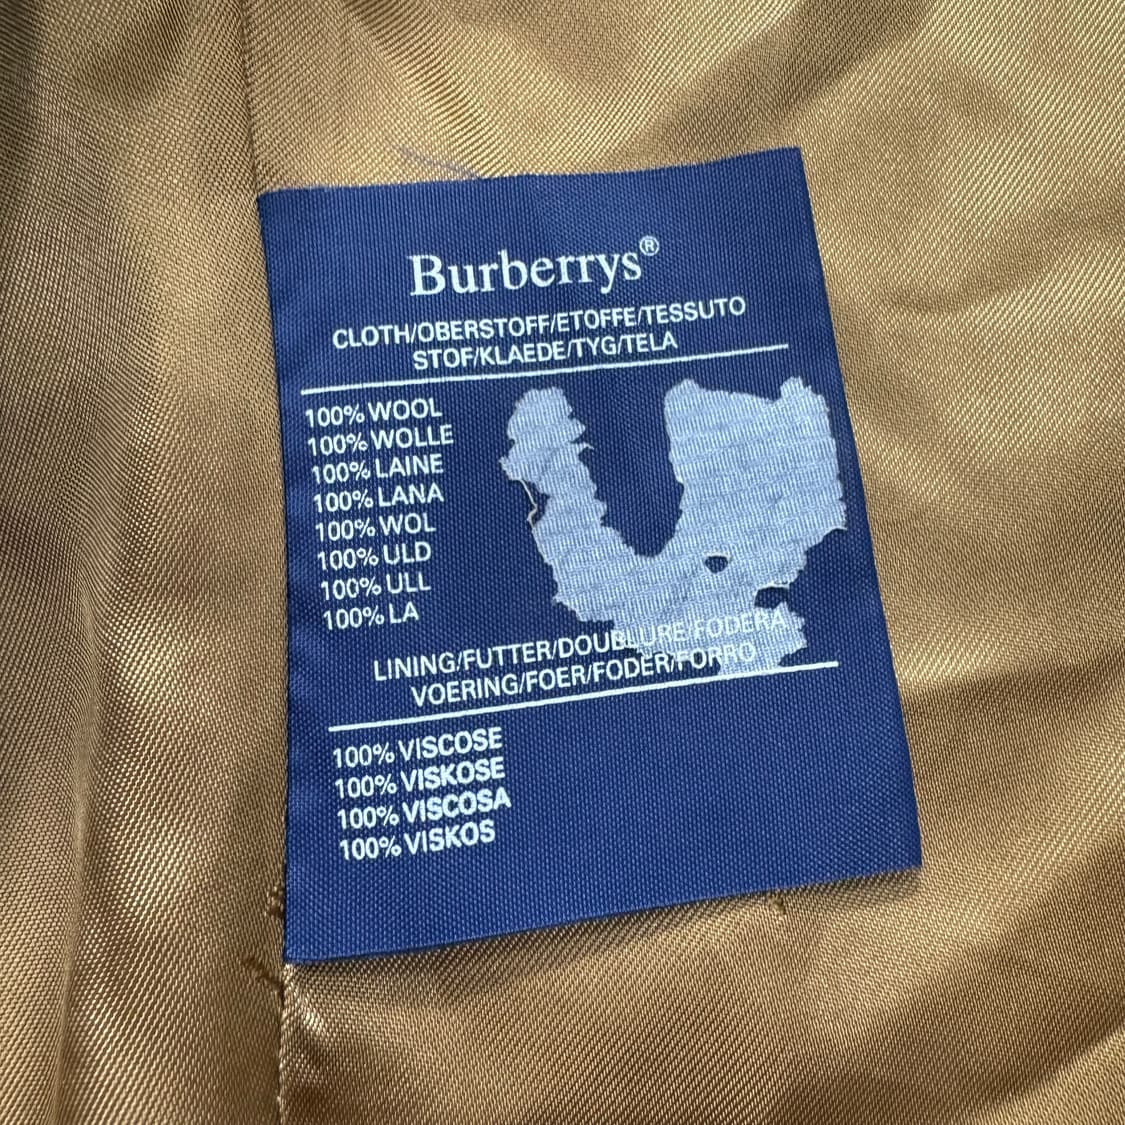 Burberrys®
CLOTH/OBERSTOFF/ETOFFE/TESSUTO
STOF/KLAEDE/TYG/TELA
100% WOOL
100% WOLLE
100% LAINE
100% LANA
100% WOL
100% ULD
100% ULL
100% LA
LINING/FUTTER/DOUBLURE/FODERA
VOERING/FOER/FODER/FORRO
100% VISCOSE
100% VISKOSE
100% VISCOSA
100% VISKOS